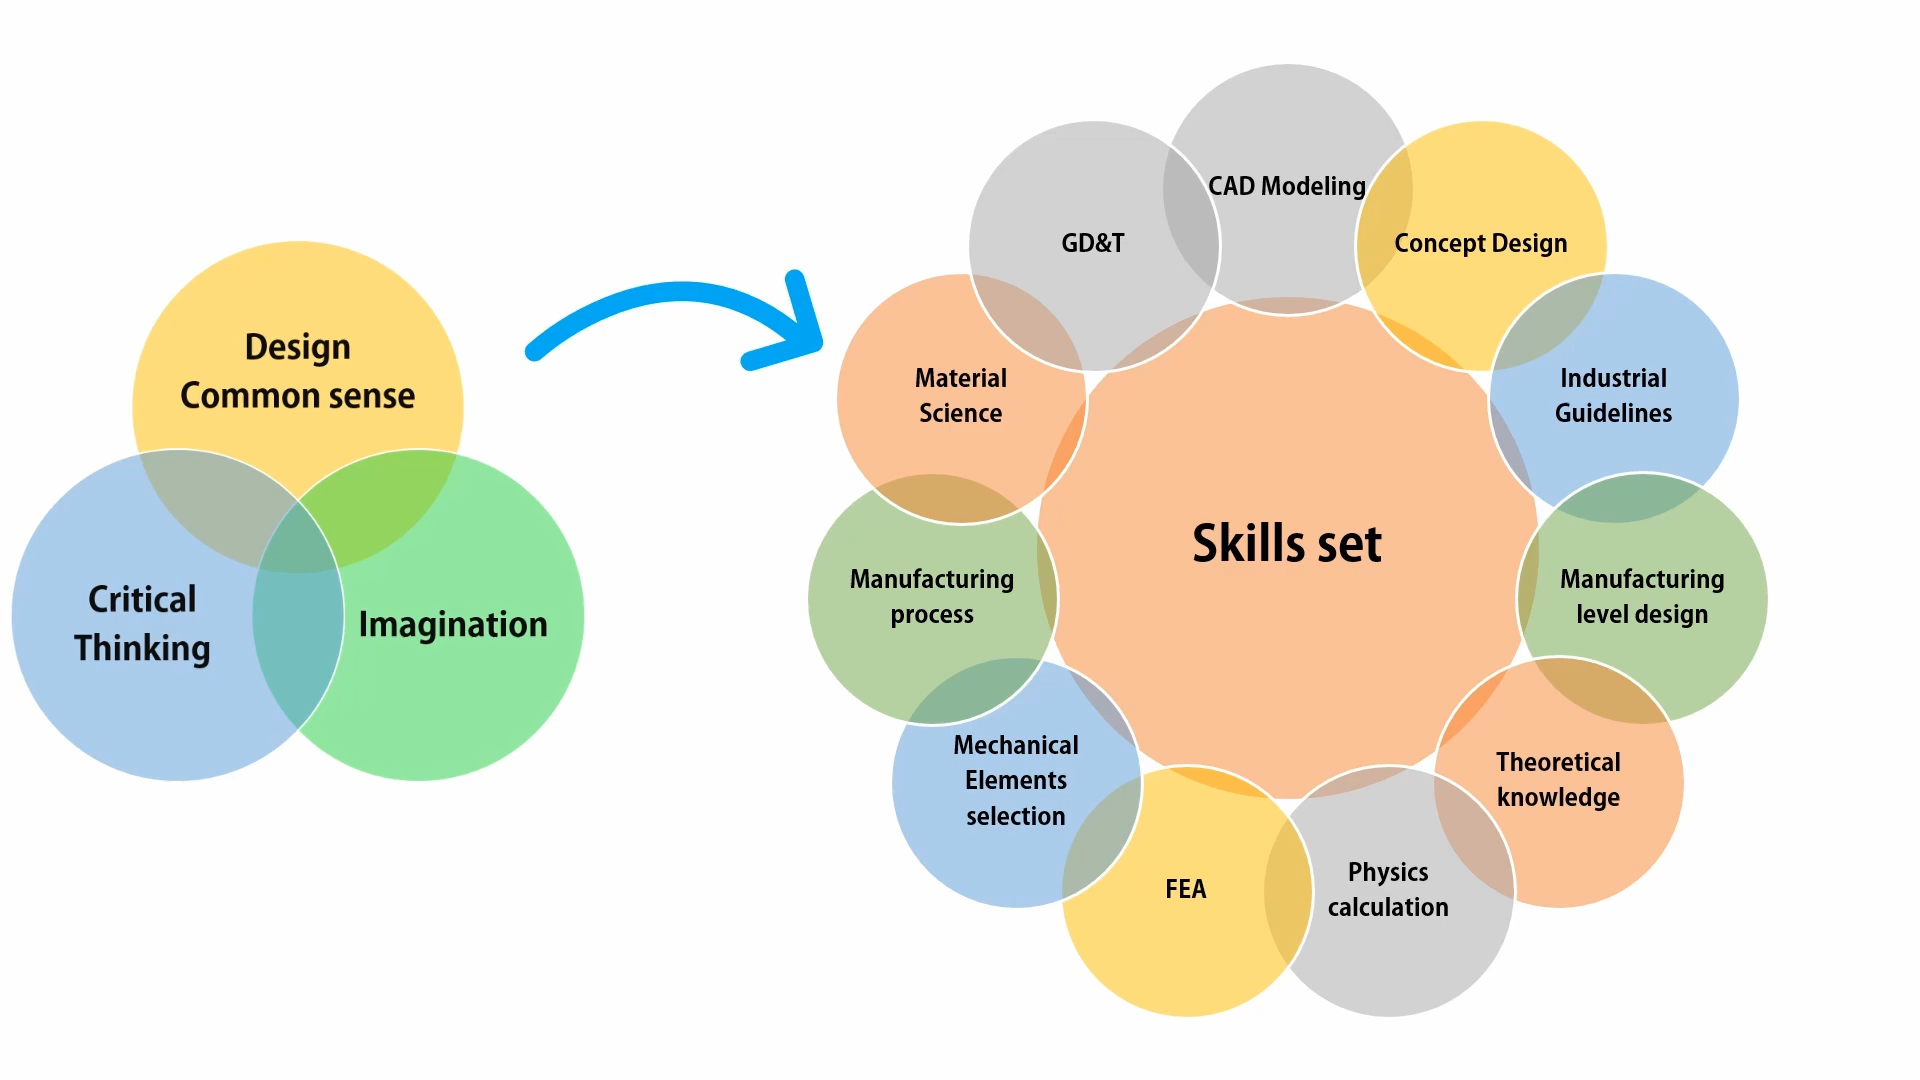 Design
Common sense
Critical
Thinking
Imagination
Skills set
CAD Modeling
Concept Design
Industrial
Guidelines
Manufacturing
level design
Theoretical
knowledge
Physics
calculation
FEA
Mechanical
Elements
selection
Manufacturing
process
Material
Science
GD&T